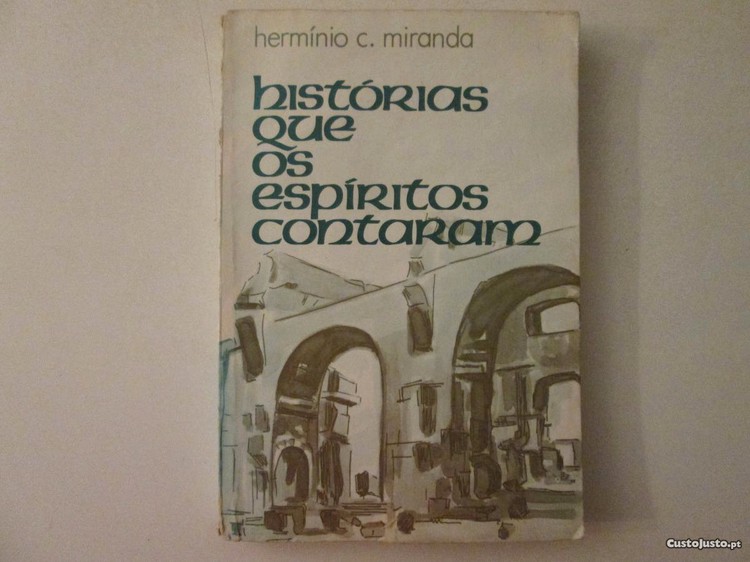 hermínio c. miranda
histórias
que
os
espíritos
contaram
CustoJusto.pt